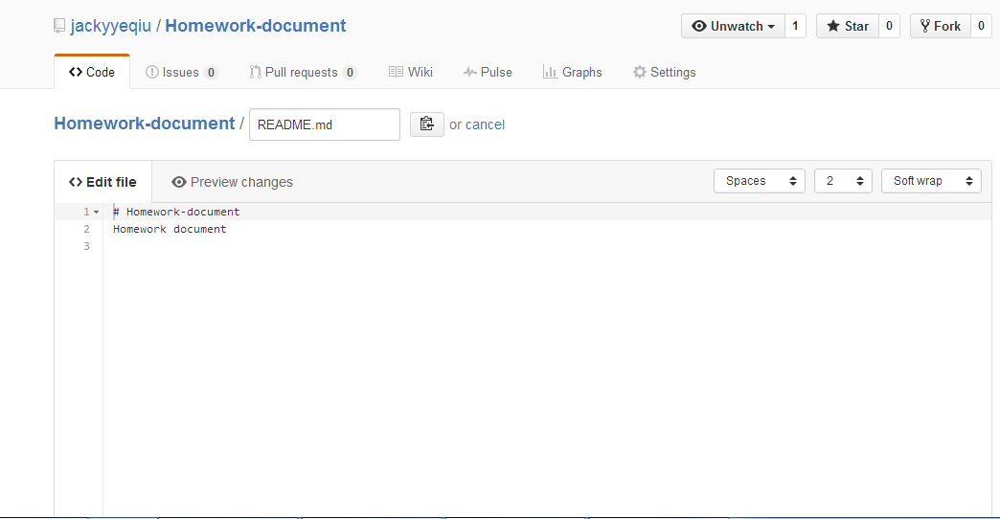 jackyyeqiu / Homework-document Unwatch 1 Star 0 Fork 0
Code Issues 0 Pull requests 0 Wiki Pulse Graphs Settings
Homework-document / README.md or cancel
Edit file Preview changes Spaces 2 Soft wrap
1 # Homework-document
2 Homework document
3